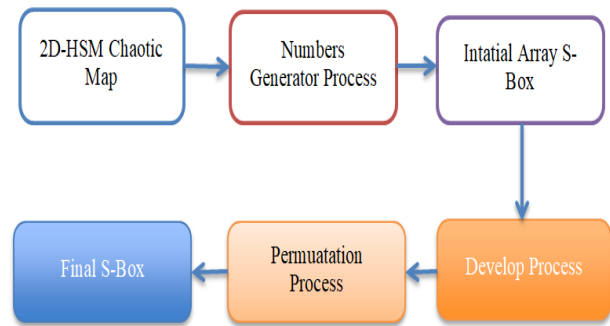 2D-HSM Chaotic
Map
Numbers
Generator Process
Intatial Array S-
Box
Develop Process
Permuatation
Process
Final S-Box